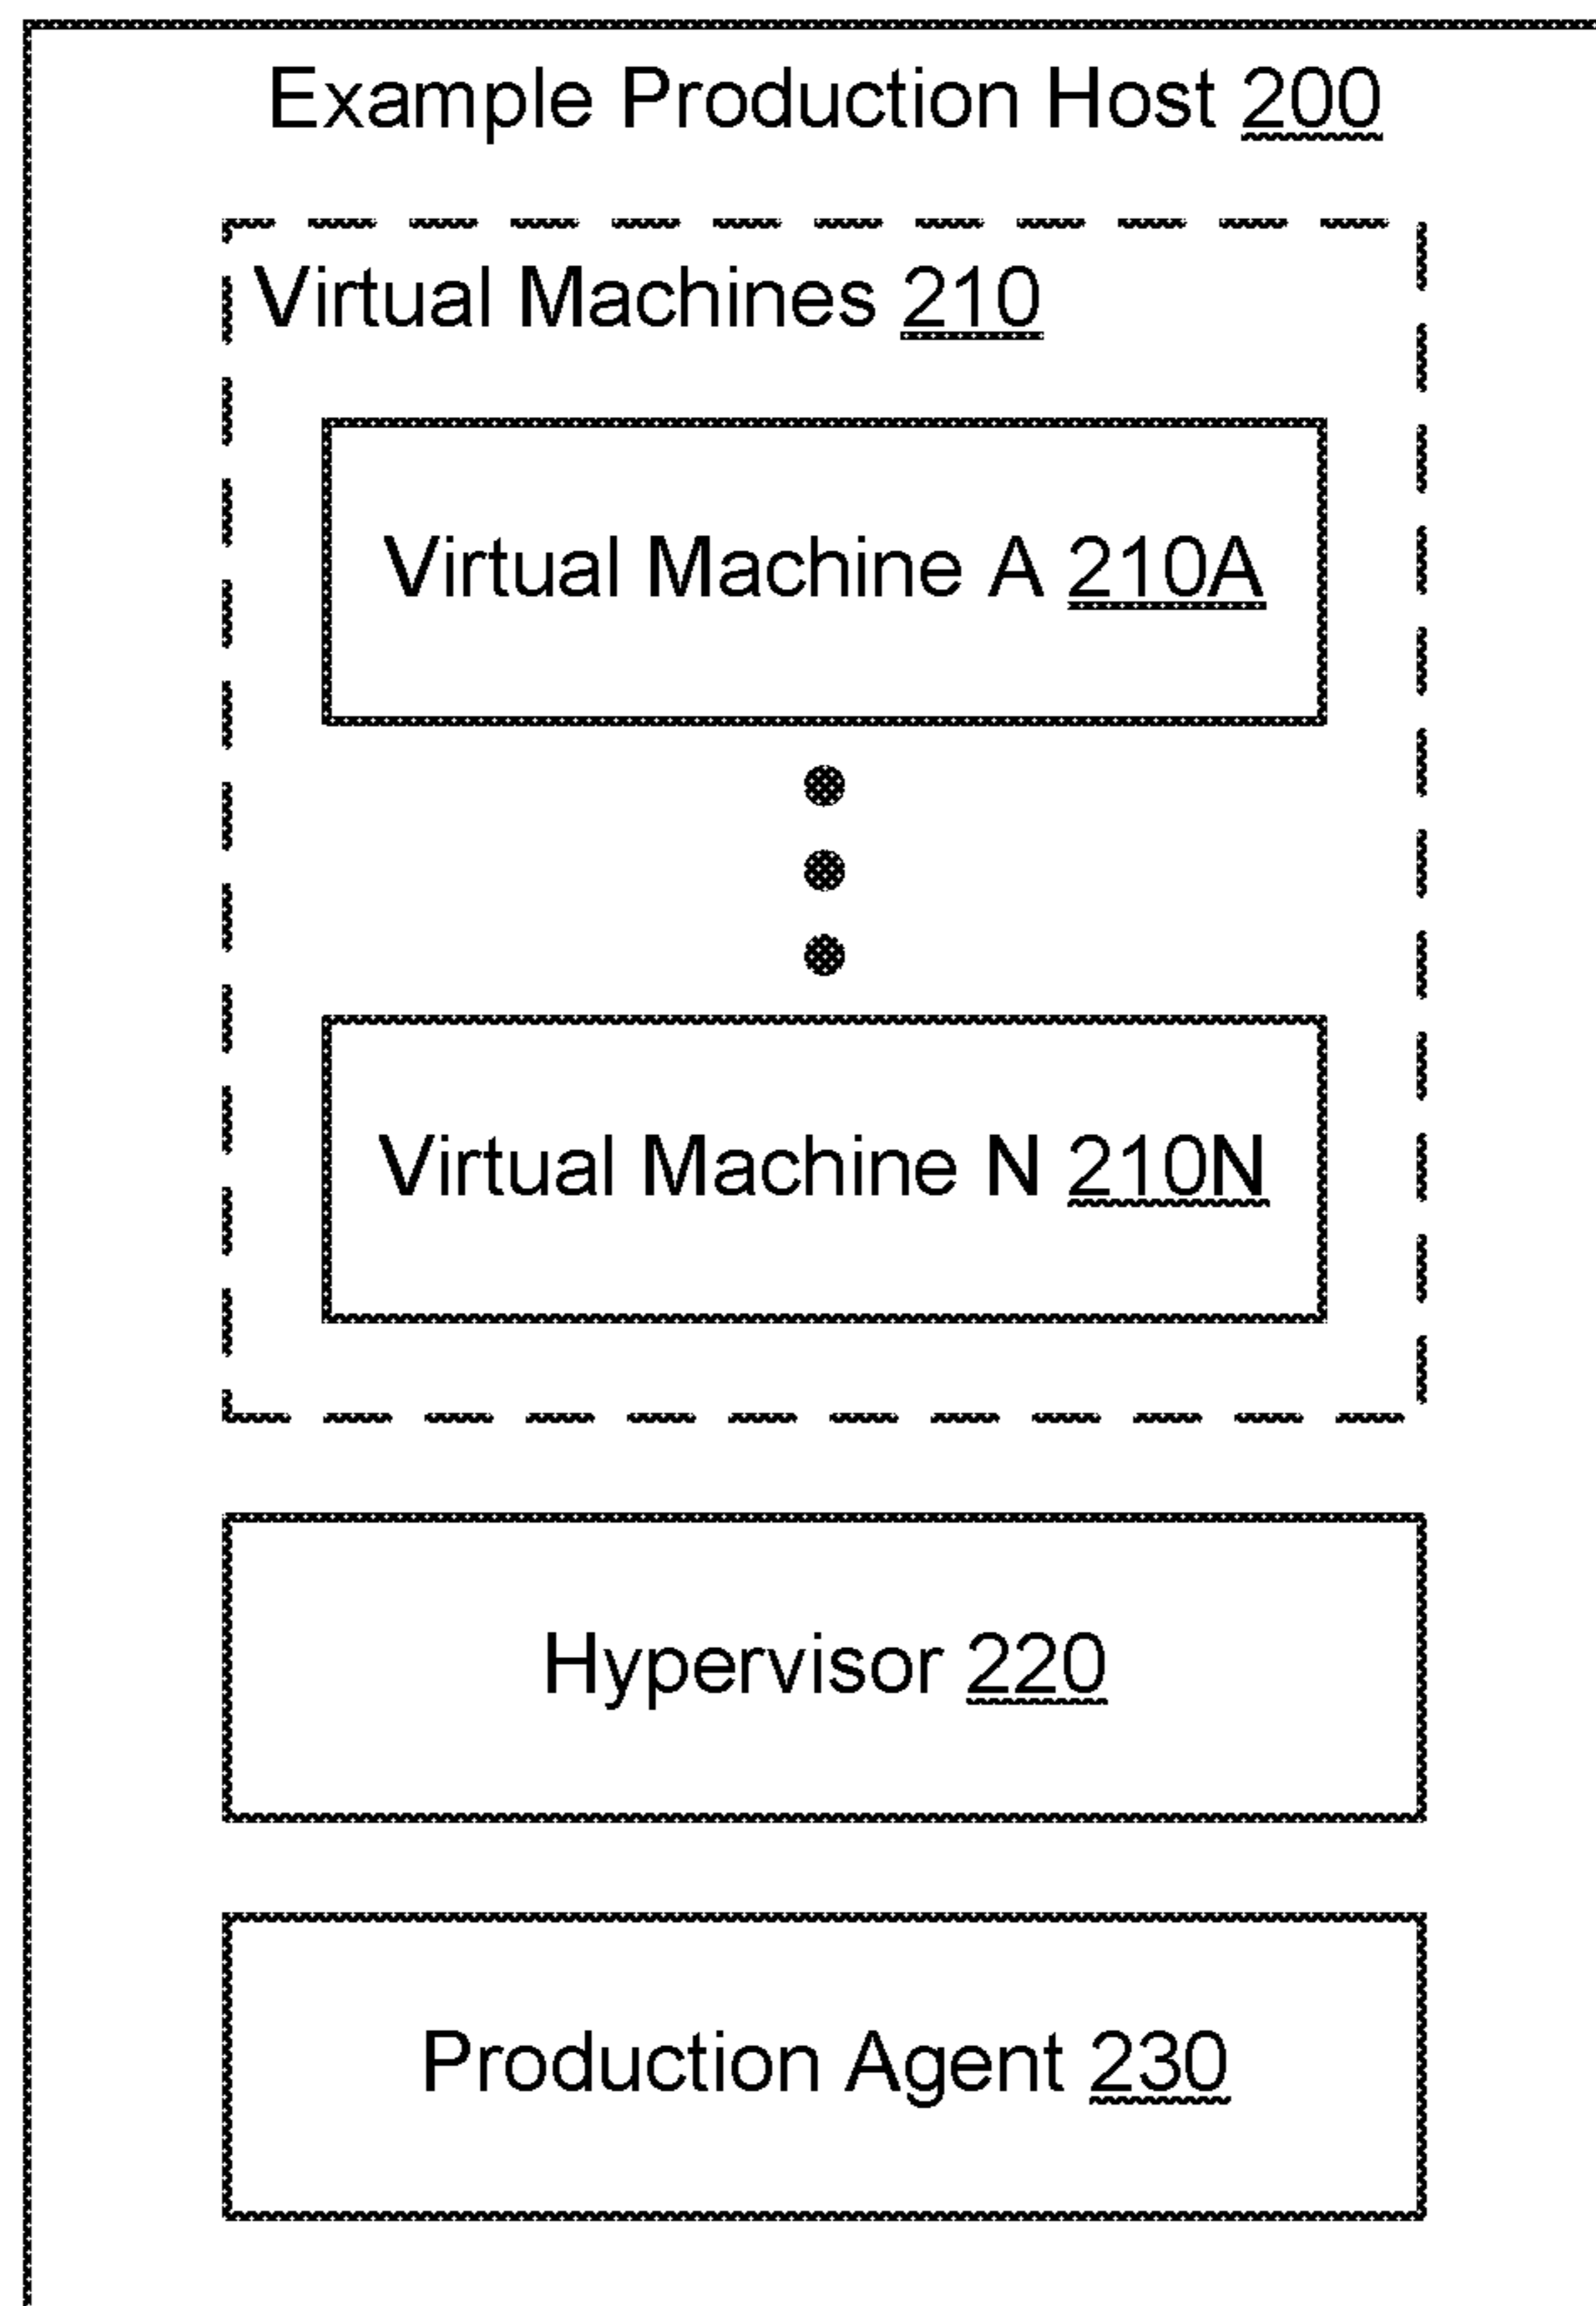 Example Production Host 200
Virtual Machines 210
Virtual Machine A 210A
Virtual Machine N 210N
Hypervisor 220
Production Agent 230